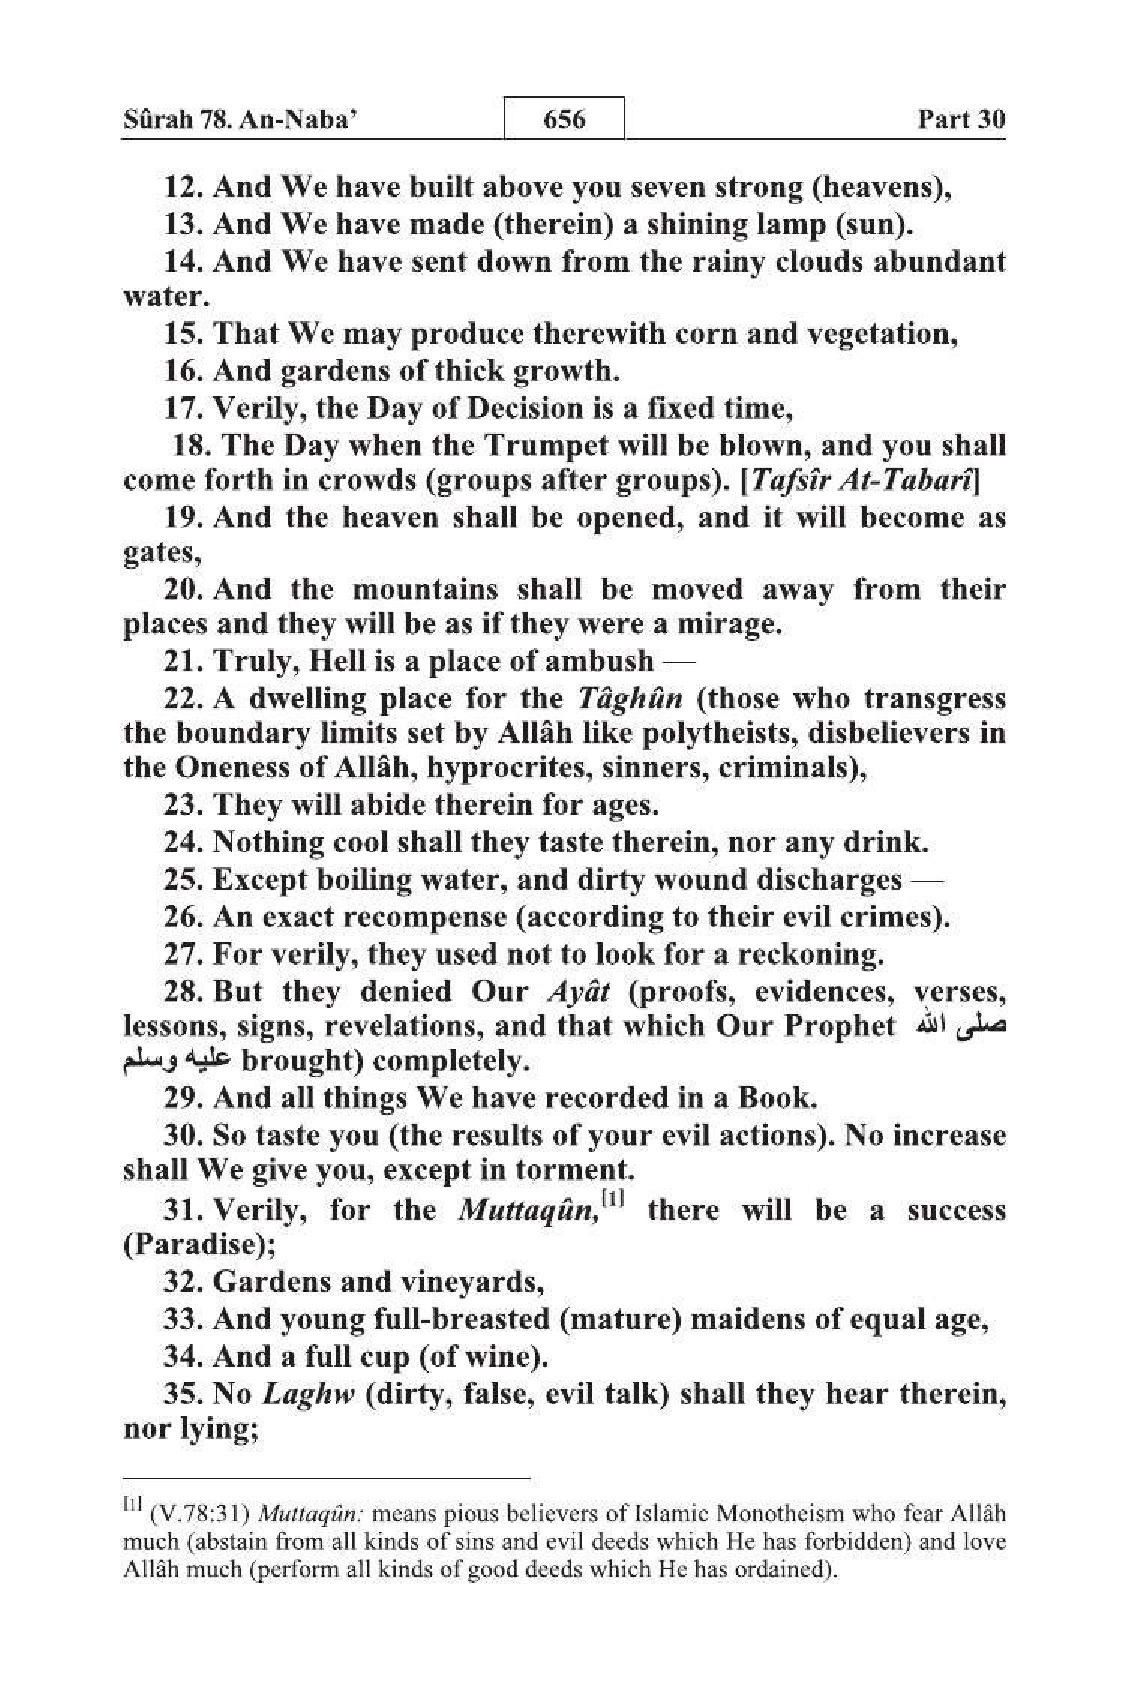 Sûrah 78. An-Naba’ 656 Part 30
12. And We have built above you seven strong (heavens),
13. And We have made (therein) a shining lamp (sun).
14. And We have sent down from the rainy clouds abundant
water.
15. That We may produce therewith corn and vegetation,
16. And gardens of thick growth.
17. Verily, the Day of Decision is a fixed time,
18. The Day when the Trumpet will be blown, and you shall
come forth in crowds (groups after groups). [Tafsîr At-Tabarî]
19. And the heaven shall be opened, and it will become as
gates,
20. And the mountains shall be moved away from their
places and they will be as if they were a mirage.
21. Truly, Hell is a place of ambush —
22. A dwelling place for the Tâghûn (those who transgress
the boundary limits set by Allâh like polytheists, disbelievers in
the Oneness of Allâh, hyprocrites, sinners, criminals),
23. They will abide therein for ages.
24. Nothing cool shall they taste therein, nor any drink.
25. Except boiling water, and dirty wound discharges —
26. An exact recompense (according to their evil crimes).
27. For verily, they used not to look for a reckoning.
28. But they denied Our Ayât (proofs, evidences, verses,
lessons, signs, revelations, and that which Our Prophet صلى الله
عليه وسلم brought) completely.
29. And all things We have recorded in a Book.
30. So taste you (the results of your evil actions). No increase
shall We give you, except in torment.
31. Verily, for the Muttaqûn,[1] there will be a success
(Paradise);
32. Gardens and vineyards,
33. And young full-breasted (mature) maidens of equal age,
34. And a full cup (of wine).
35. No Laghw (dirty, false, evil talk) shall they hear therein,
nor lying;
[1] (V.78:31) Muttaqûn: means pious believers of Islamic Monotheism who fear Allâh
much (abstain from all kinds of sins and evil deeds which He has forbidden) and love
Allâh much (perform all kinds of good deeds which He has ordained).